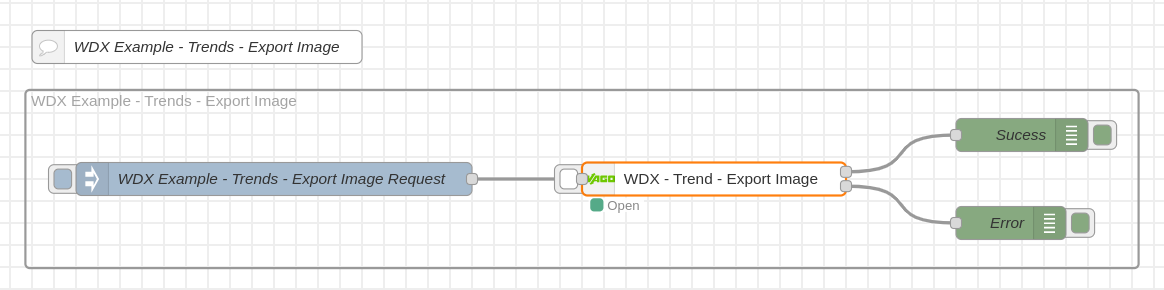 WDX Example - Trends - Export Image
WDX Example - Trends - Export Image
Sucess
WDX Example - Trends - Export Image Request
WAGO
WDX - Trend - Export Image
Open
Error